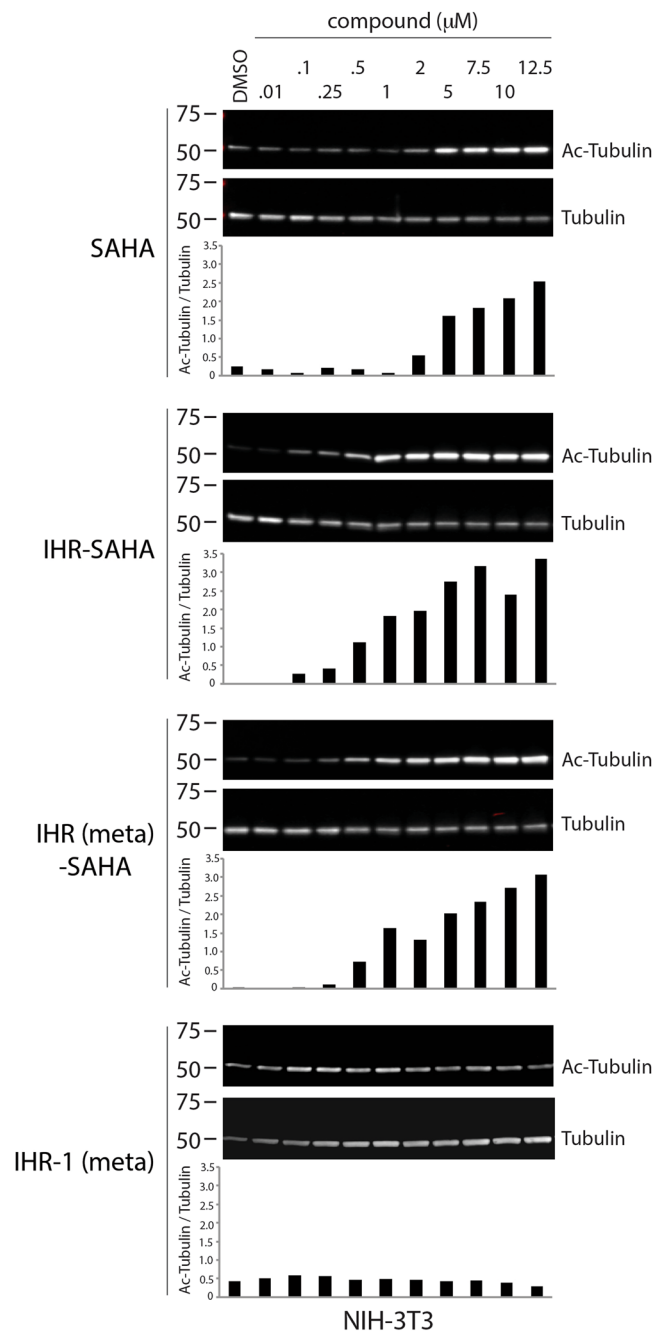 compound (μM)
DMSO .01 .1 .25 .5 1 2 5 7.5 10 12.5
SAHA
75
50
Ac-Tubulin
75
50
Tubulin
Ac-Tubulin / Tubulin
3.5
3.0
2.5
2.0
1.5
1.0
0.5
0
IHR-SAHA
75
50
Ac-Tubulin
75
50
Tubulin
Ac-Tubulin / Tubulin
3.5
3.0
2.5
2.0
1.5
1.0
0.5
0
IHR (meta)
-SAHA
75
50
Ac-Tubulin
75
50
Tubulin
Ac-Tubulin / Tubulin
3.5
3.0
2.5
2.0
1.5
1.0
0.5
0
IHR-1 (meta)
75
50
Ac-Tubulin
75
50
Tubulin
Ac-Tubulin / Tubulin
3.5
3.0
2.5
2.0
1.5
1.0
0.5
0
NIH-3T3